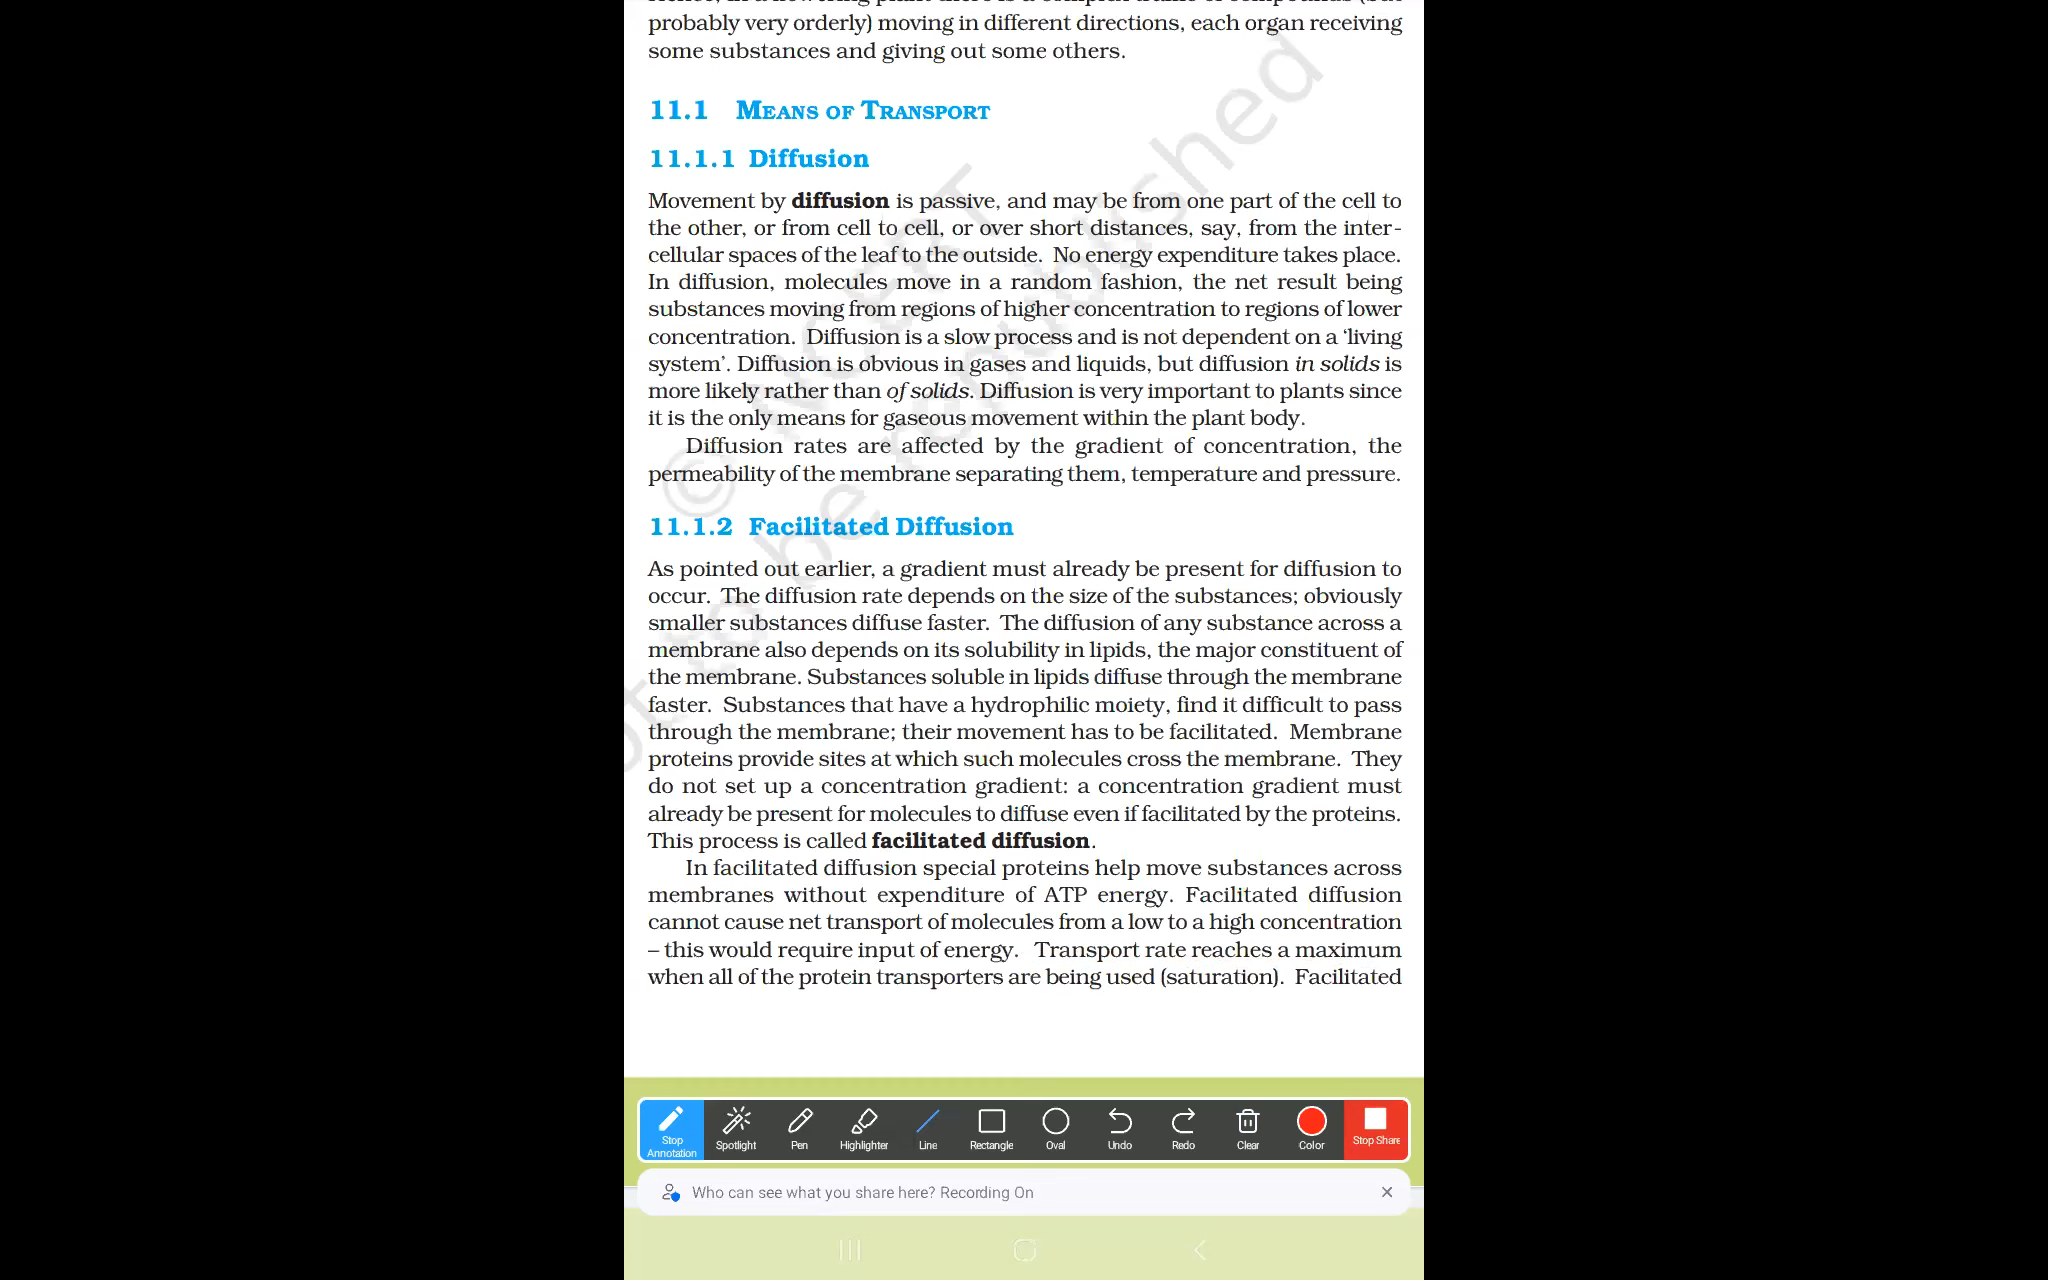 probably very orderly) moving in different directions, each organ receiving
some substances and giving out some others.
11.1 MEANS OF TRANSPORT
11.1.1 Diffusion
Movement by diffusion is passive, and may be from one part of the cell to
the other, or from cell to cell, or over short distances, say, from the inter-
cellular spaces of the leaf to the outside. No energy expenditure takes place.
In diffusion, molecules move in a random fashion, the net result being
substances moving from regions of higher concentration to regions of lower
concentration. Diffusion is a slow process and is not dependent on a ‘living
system’. Diffusion is obvious in gases and liquids, but diffusion in solids is
more likely rather than of solids. Diffusion is very important to plants since
it is the only means for gaseous movement within the plant body.
Diffusion rates are affected by the gradient of concentration, the
permeability of the membrane separating them, temperature and pressure.
11.1.2 Facilitated Diffusion
As pointed out earlier, a gradient must already be present for diffusion to
occur. The diffusion rate depends on the size of the substances; obviously
smaller substances diffuse faster. The diffusion of any substance across a
membrane also depends on its solubility in lipids, the major constituent of
the membrane. Substances soluble in lipids diffuse through the membrane
faster. Substances that have a hydrophilic moiety, find it difficult to pass
through the membrane; their movement has to be facilitated. Membrane
proteins provide sites at which such molecules cross the membrane. They
do not set up a concentration gradient: a concentration gradient must
already be present for molecules to diffuse even if facilitated by the proteins.
This process is called facilitated diffusion.
In facilitated diffusion special proteins help move substances across
membranes without expenditure of ATP energy. Facilitated diffusion
cannot cause net transport of molecules from a low to a high concentration
– this would require input of energy. Transport rate reaches a maximum
when all of the protein transporters are being used (saturation). Facilitated
© NCERT
to be republished
Stop Annotation
Spotlight
Pen
Highlighter
Line
Rectangle
Oval
Undo
Redo
Clear
Color
Stop Share
Who can see what you share here? Recording On